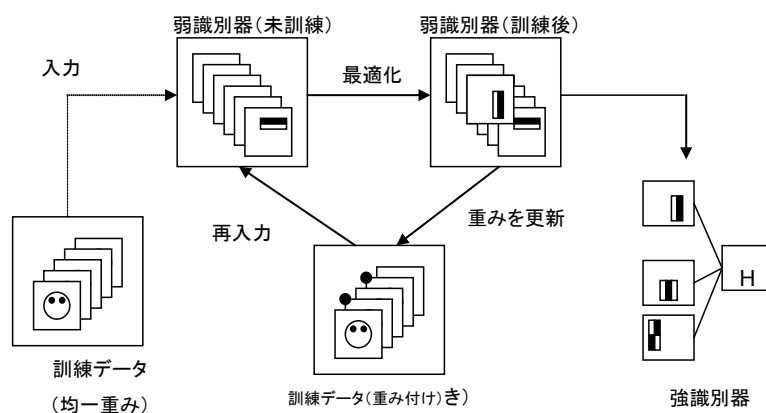 弱識別器(未訓練)
弱識別器(訓練後)
入力
最適化
再入力
重みを更新
H
訓練データ
(均一重み)
訓練データ(重み付け)き)
強識別器